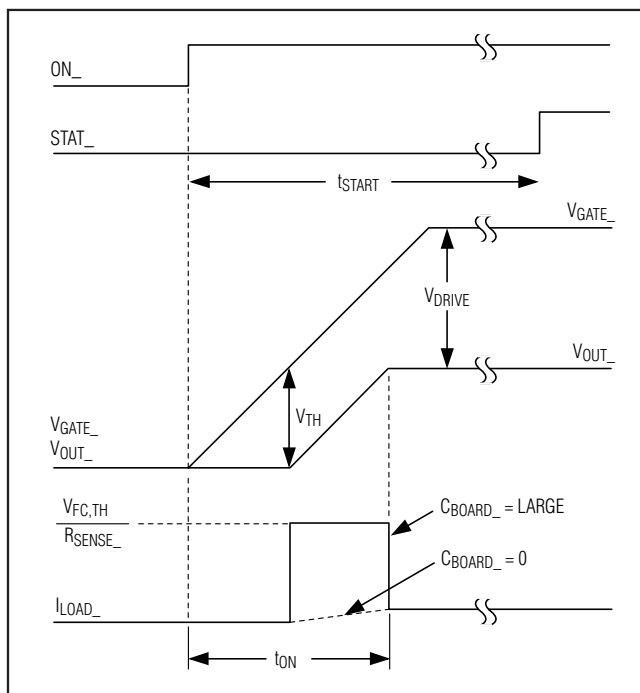 ON_
STAT_
tSTART
VGATE_
VDRIVE
VOUT_
VTH
VGATE_
VOUT_
VFC,TH
RSENSE_
CBOARD_ = LARGE
CBOARD_ = 0
ILOAD_
tON